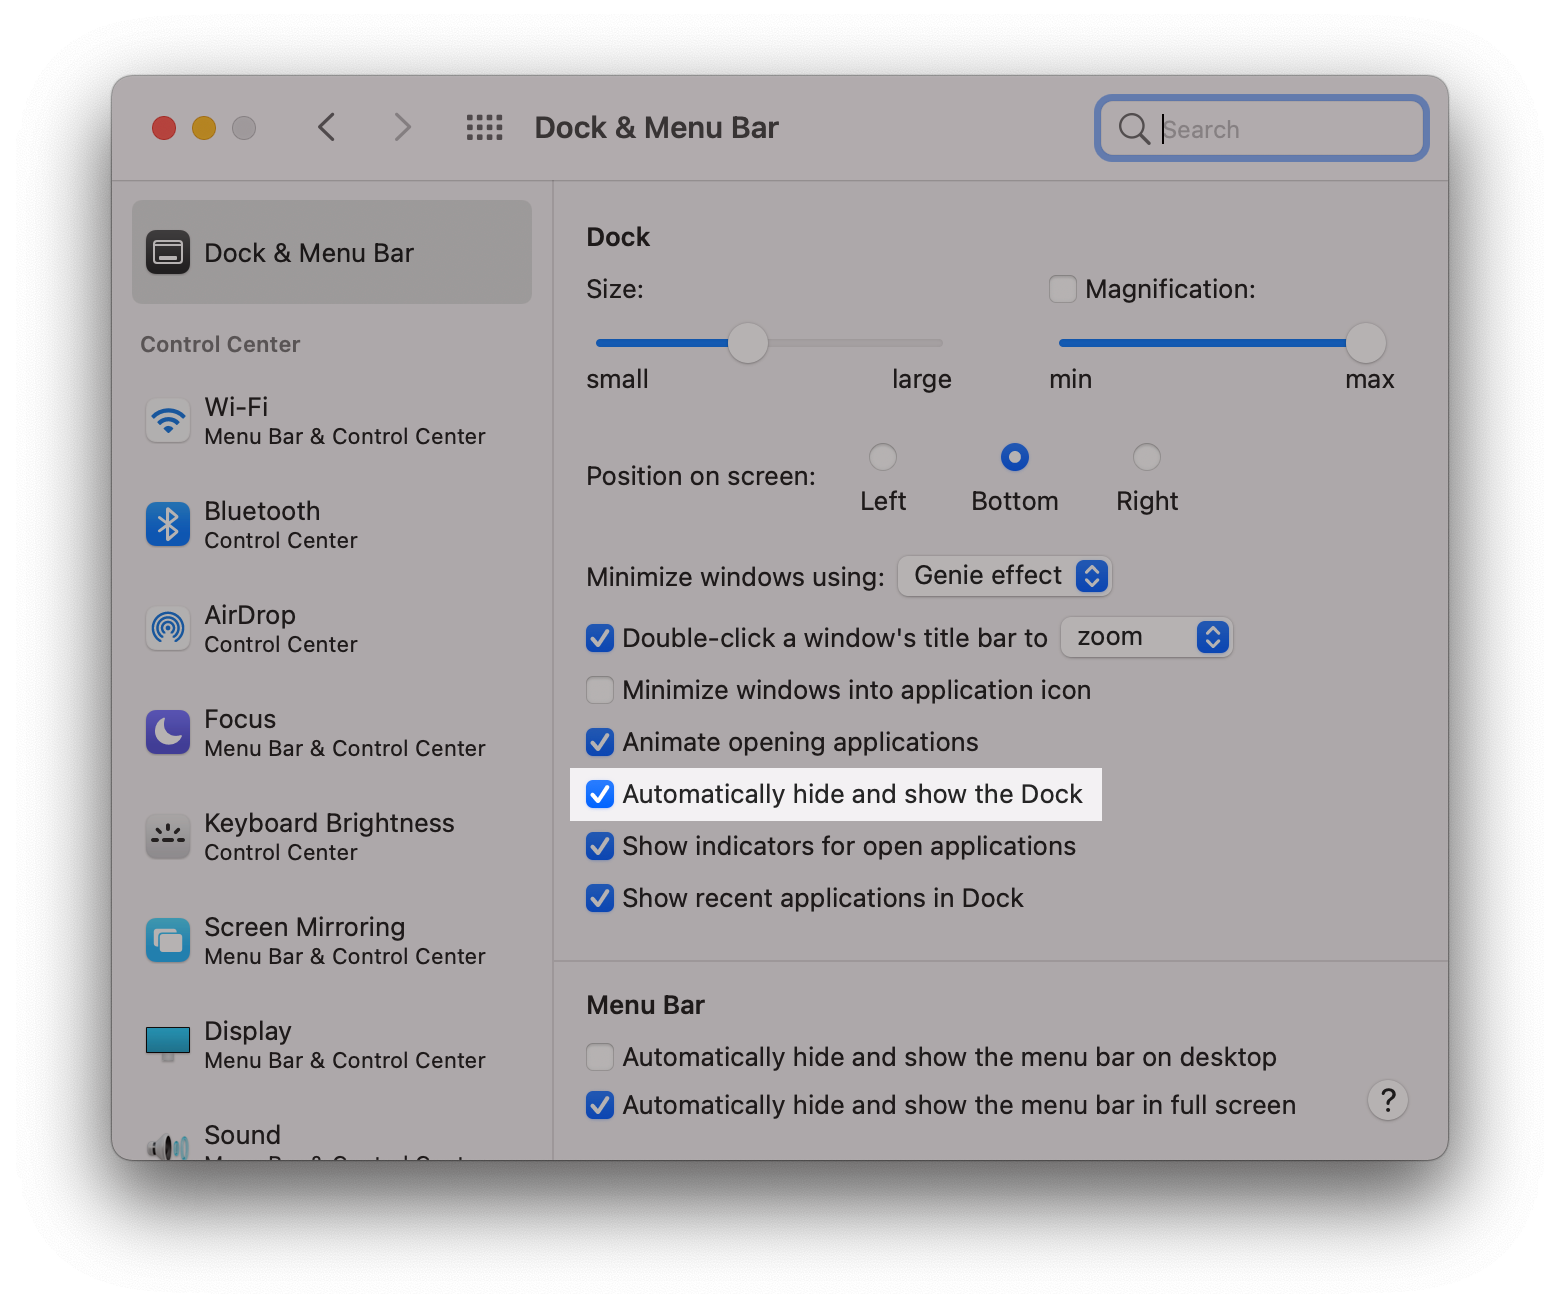 Dock & Menu Bar
Search
Dock & Menu Bar
Control Center
Wi-Fi
Menu Bar & Control Center
Bluetooth
Control Center
AirDrop
Control Center
Focus
Menu Bar & Control Center
Keyboard Brightness
Control Center
Screen Mirroring
Menu Bar & Control Center
Display
Menu Bar & Control Center
Sound
Dock
Size:
Magnification:
small large
min max
Position on screen:
Left Bottom Right
Minimize windows using: Genie effect
Double-click a window's title bar to zoom
Minimize windows into application icon
Animate opening applications
Automatically hide and show the Dock
Show indicators for open applications
Show recent applications in Dock
Menu Bar
Automatically hide and show the menu bar on desktop
Automatically hide and show the menu bar in full screen
?